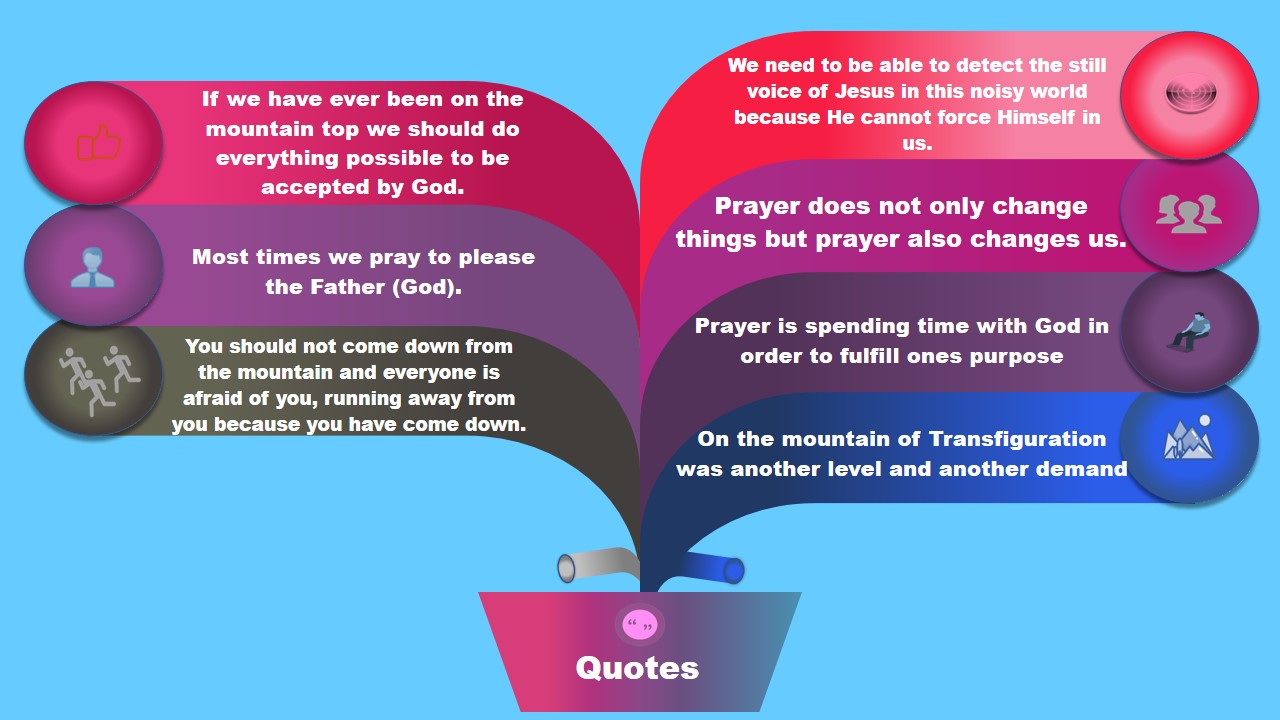 If we have ever been on the
mountain top we should do
everything possible to be
accepted by God.
Most times we pray to please
the Father (God).
You should not come down from
the mountain and everyone is
afraid of you, running away from
you because you have come down.
We need to be able to detect the still
voice of Jesus in this noisy world
because He cannot force Himself in
us.
Prayer does not only change
things but prayer also changes us.
Prayer is spending time with God in
order to fulfill ones purpose
On the mountain of Transfiguration
was another level and another demand
“ ”
Quotes